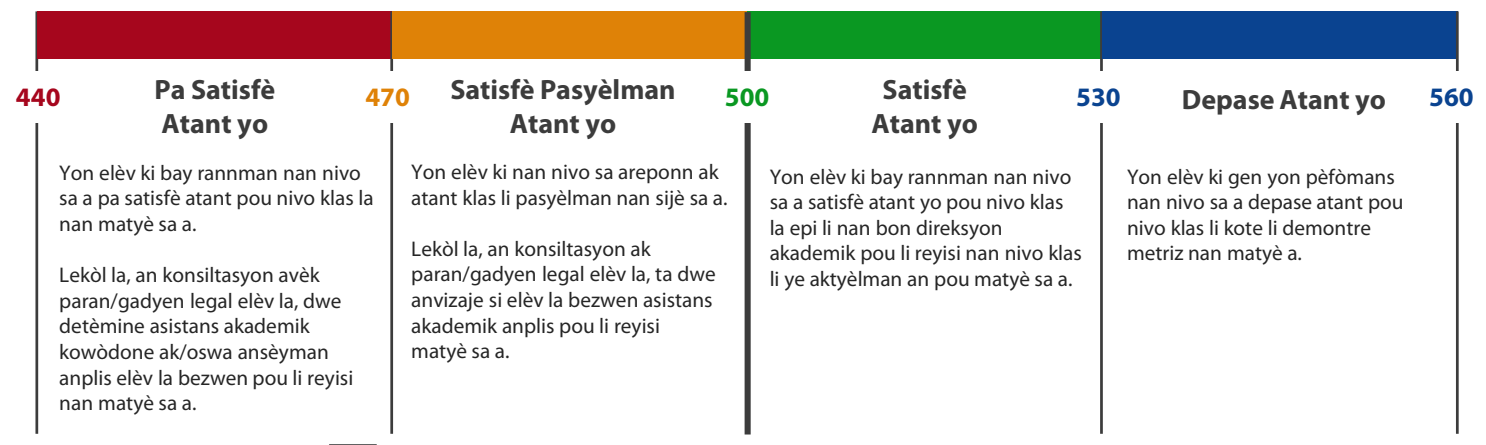 440
Pa Satisfè
Atant yo
470
Satisfè Pasyèlman
Atant yo
500
Satisfè
Atant yo
530
Depase Atant yo
560
Yon elèv ki bay rannman nan nivo
sa a pa satisfè atant pou nivo klas la
nan matyè sa a.
Lekòl la, an konsiltasyon avèk
paran/gadyen legal elèv la, dwe
detèmine asistans akademik
kowòdone ak/oswa ansèyman
anplis elèv la bezwen pou li reyisi
nan matyè sa a.
Yon elèv ki nan nivo sa areponn ak
atant klas li pasyèlman nan sijè sa a.
Lekòl la, an konsiltasyon ak
paran/gadyen legal elèv la, ta dwe
anvizaje si elèv la bezwen asistans
akademik anplis pou li reyisi
matyè sa a.
Yon elèv ki bay rannman nan nivo
sa a satisfè atant yo pou nivo klas
la epi li nan bon direksyon
akademik pou li reyisi nan nivo klas
li ye aktyèlman an pou matyè sa a.
Yon elèv ki gen yon pèfòmans
nan nivo sa a depase atant pou
nivo klas li kote li demontre
metriz nan matyè a.